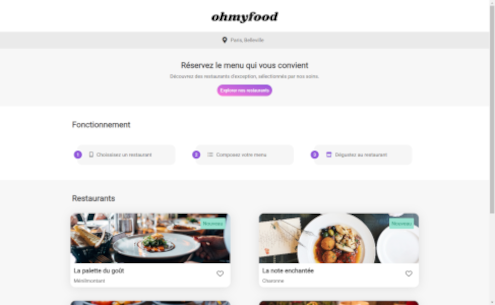 ohmyfood
Paris, Belleville
Réservez le menu qui vous convient
Découvrez des restaurants d'exception, sélectionnés par nos soins.
Explorer nos restaurants
Fonctionnement
1 Choisissez un restaurant
2 Composez votre menu
3 Dégustez au restaurant
Restaurants
Nouveau
Nouveau
La palette du goût
Ménilmontant
La note enchantée
Charonne